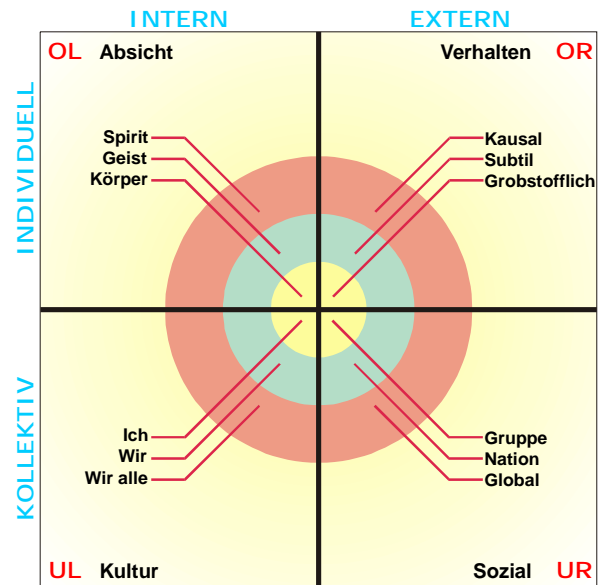 INTERN EXTERN
OL Absicht Verhalten OR
INDIVIDUELL
Spirit
Geist
Körper
Kausal
Subtil
Grobstofflich
KOLLEKTIV
Ich
Wir
Wir alle
Gruppe
Nation
Global
UL Kultur Sozial UR